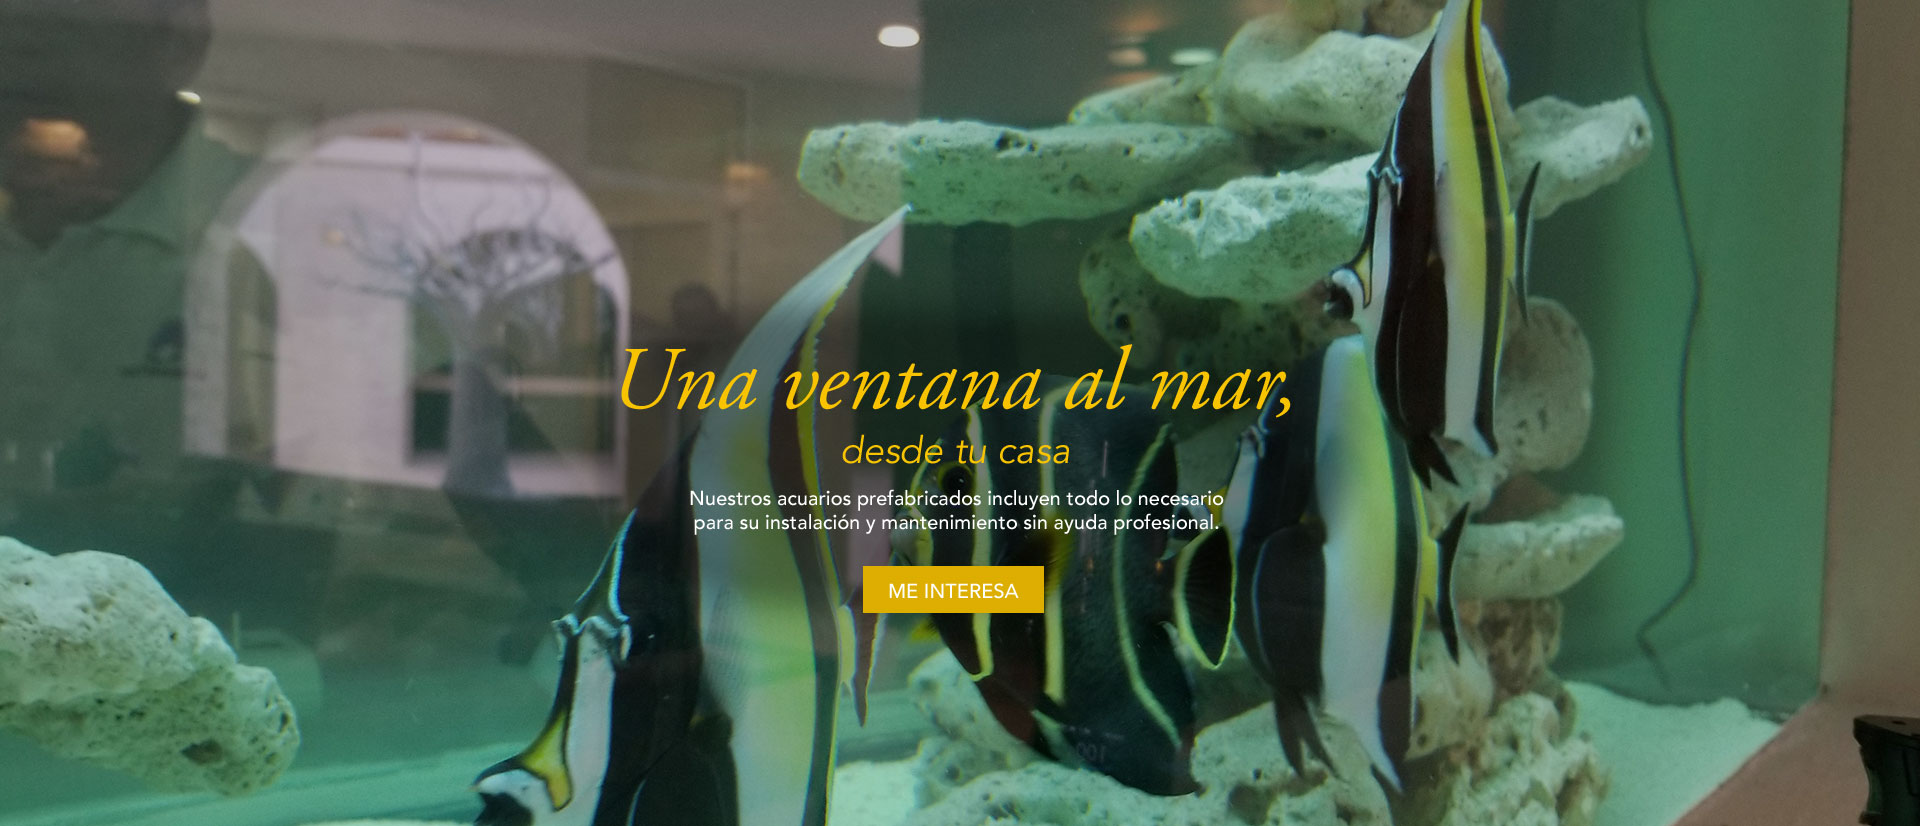 Una ventana al mar,
desde tu casa
Nuestros acuarios prefabricados incluyen todo lo necesario
para su instalación y mantenimiento sin ayuda profesional.
ME INTERESA